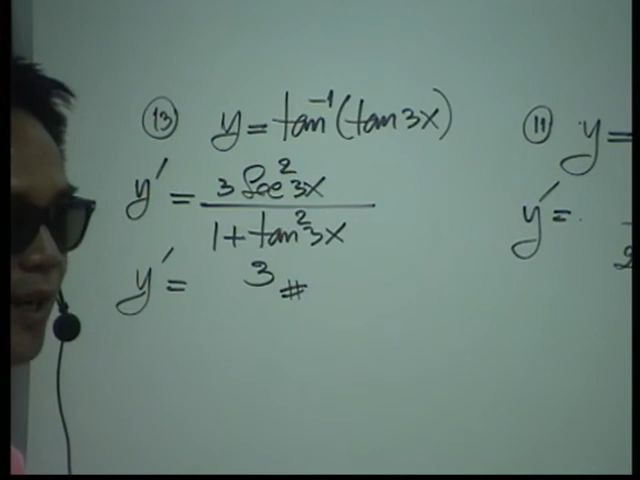 ⑬ y = tan⁻¹(tan 3x)
y′ = 3 Sec² 3x / 1 + tan² 3x
y′ = 3 #
⑪ y =
y′ =